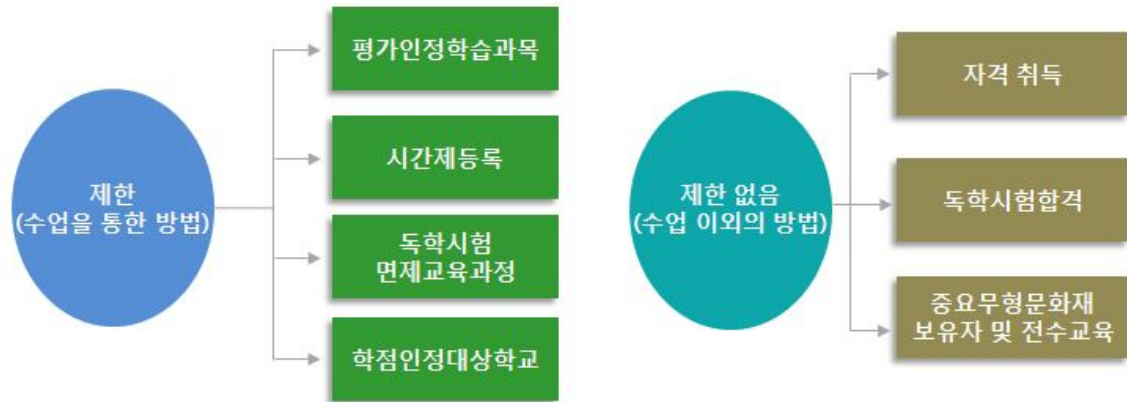 제한
(수업을 통한 방법)
평가인정학습과목
시간제등록
독학시험
면제교육과정
학점인정대상학교
제한 없음
(수업 이외의 방법)
자격 취득
독학시험합격
중요무형문화재
보유자 및 전수교육